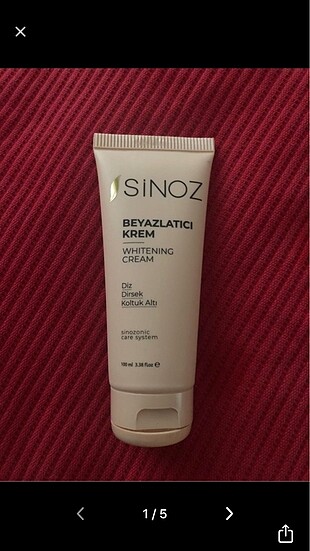 SiNOZ
BEYAZLATICI
KREM
WHITENING
CREAM
Diz
Dirsek
Koltuk Altı
sinozonic
care system
100 ml 3.38 fl.oz ℮
1/5